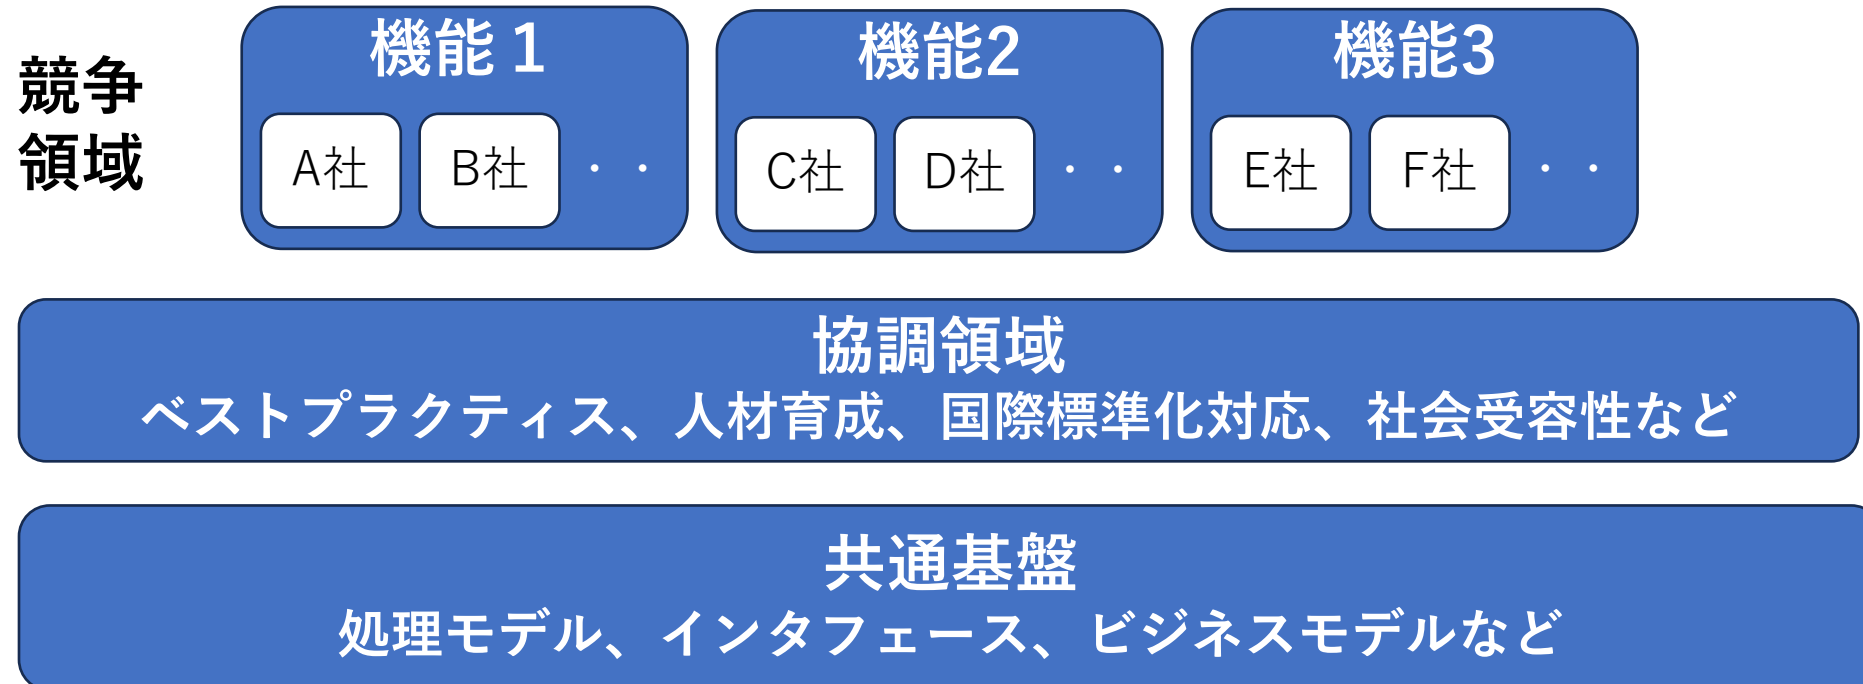 競争
領域
機能1
A社 B社 ・・
機能2
C社 D社 ・・
機能3
E社 F社 ・・
協調領域
ベストプラクティス、人材育成、国際標準化対応、社会受容性など
共通基盤
処理モデル、インタフェース、ビジネスモデルなど